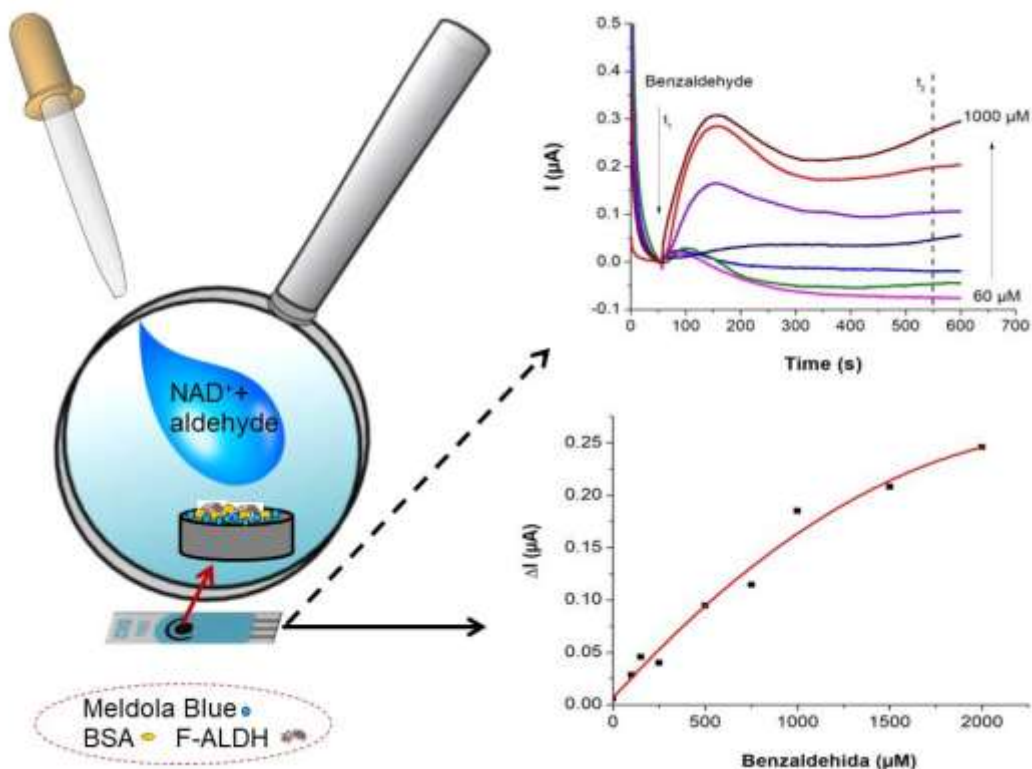 NAD⁺+
aldehyde
Meldola Blue
BSA F-ALDH
0.5
0.4
0.3
0.2
0.1
0.0
-0.1
I (µA)
Benzaldehyde
t₁
t₂
1000 µM
60 µM
0 100 200 300 400 500 600 700
Time (s)
0.25
0.20
0.15
0.10
0.05
0.00
ΔI (µA)
0 500 1000 1500 2000
Benzaldehida (µM)